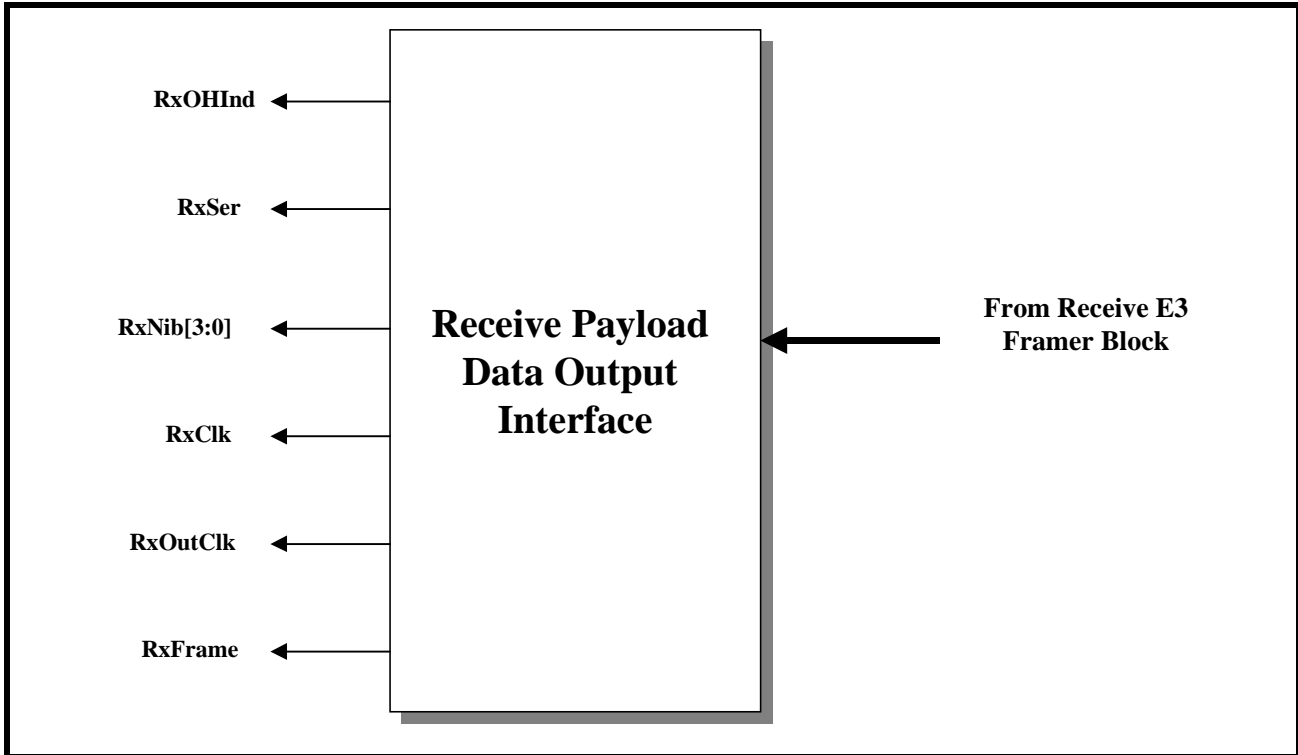 RxOHInd
RxSer
RxNib[3:0]
RxClk
RxOutClk
RxFrame
Receive Payload
Data Output
Interface
From Receive E3
Framer Block